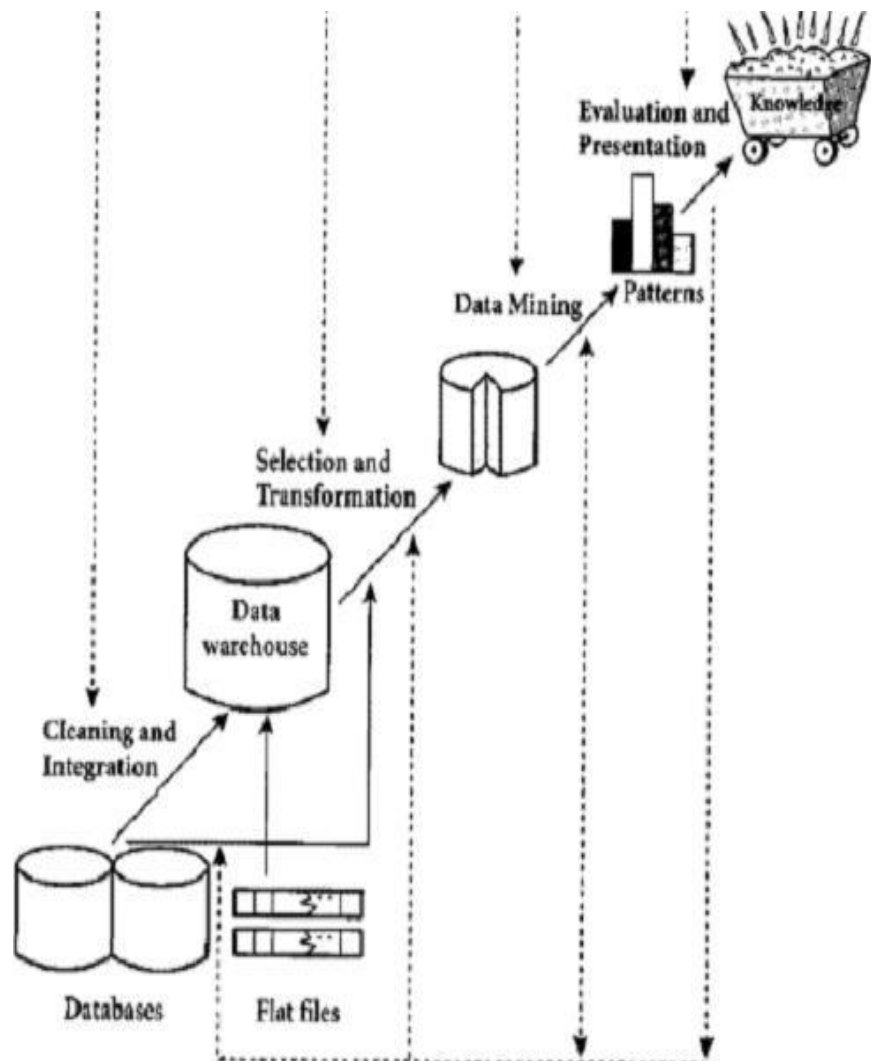 Evaluation and
Presentation
Knowledge
Patterns
Data Mining
Selection and
Transformation
Data
warehouse
Cleaning and
Integration
Databases
Flat files